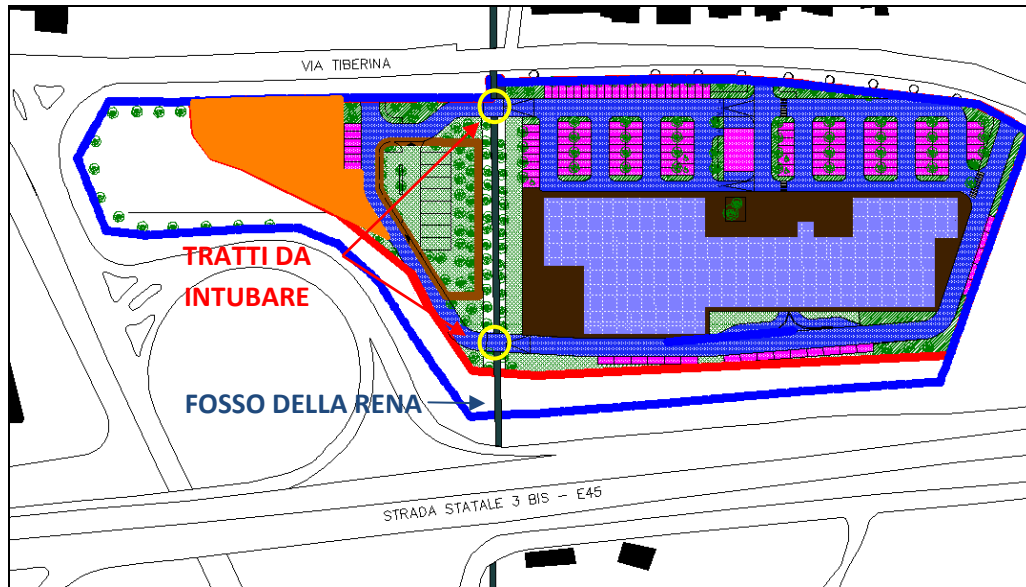 VIA TIBERINA
TRATTI DA
INTUBARE
FOSSO DELLA RENA
STRADA STATALE 3 BIS - E45